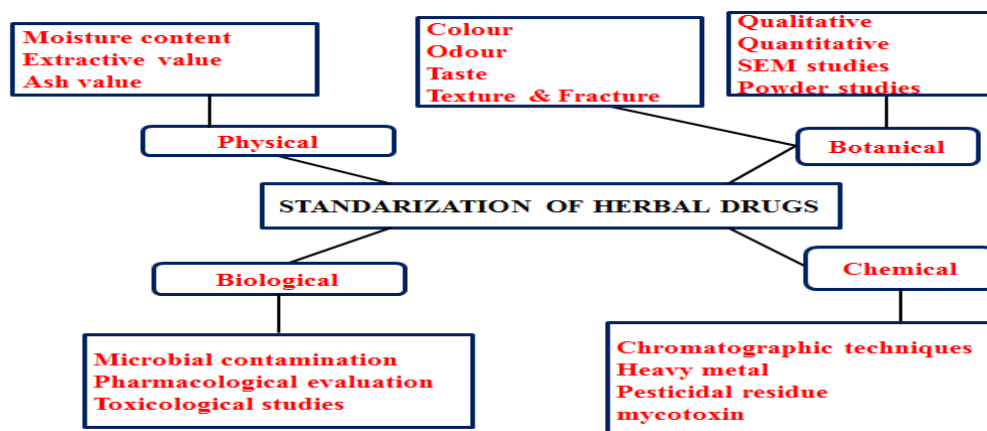 Moisture content
Extractive value
Ash value
Colour
Odour
Taste
Texture & Fracture
Qualitative
Quantitative
SEM studies
Powder studies
Physical
Botanical
STANDARIZATION OF HERBAL DRUGS
Biological
Chemical
Microbial contamination
Pharmacological evaluation
Toxicological studies
Chromatographic techniques
Heavy metal
Pesticidal residue
mycotoxin